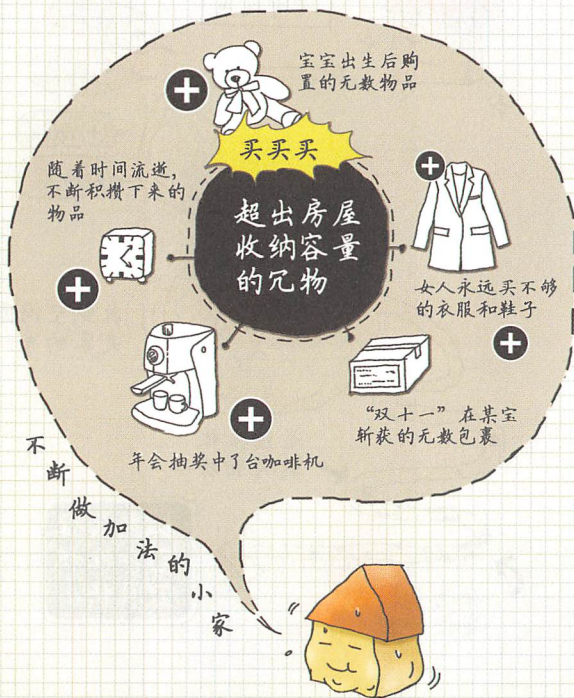 宝宝出生后购
置的无数物品
买买买
随着时间流逝，
不断积攒下来的
物品
超出房屋
收纳容量
的冗物
女人永远买不够
的衣服和鞋子
“双十一”在某宝
斩获的无数包裹
年会抽奖中了台咖啡机
不断做加法的小家